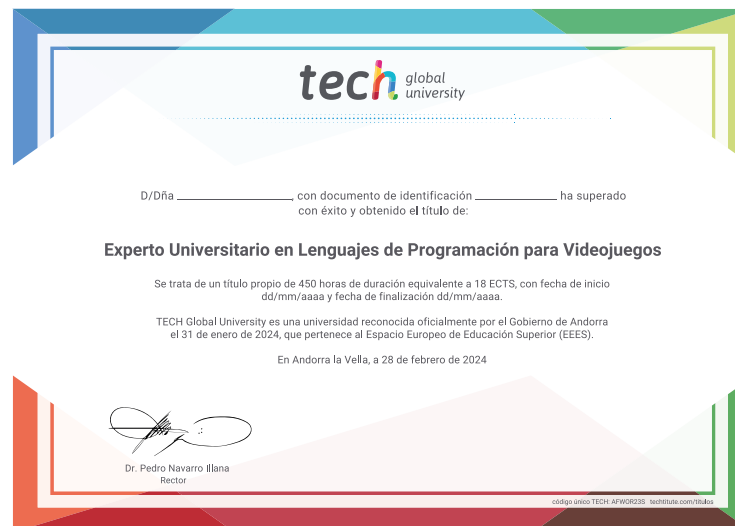 tech global university
D/Dña ______________, con documento de identificación __________ ha superado
con éxito y obtenido el título de:
Experto Universitario en Lenguajes de Programación para Videojuegos
Se trata de un título propio de 450 horas de duración equivalente a 18 ECTS, con fecha de inicio
dd/mm/aaaa y fecha de finalización dd/mm/aaaa.
TECH Global University es una universidad reconocida oficialmente por el Gobierno de Andorra
el 31 de enero de 2024, que pertenece al Espacio Europeo de Educación Superior (EEES).
En Andorra la Vella, a 28 de febrero de 2024
Dr. Pedro Navarro Illana
Rector
código único TECH: AFWOR23S techtitute.com/titulos